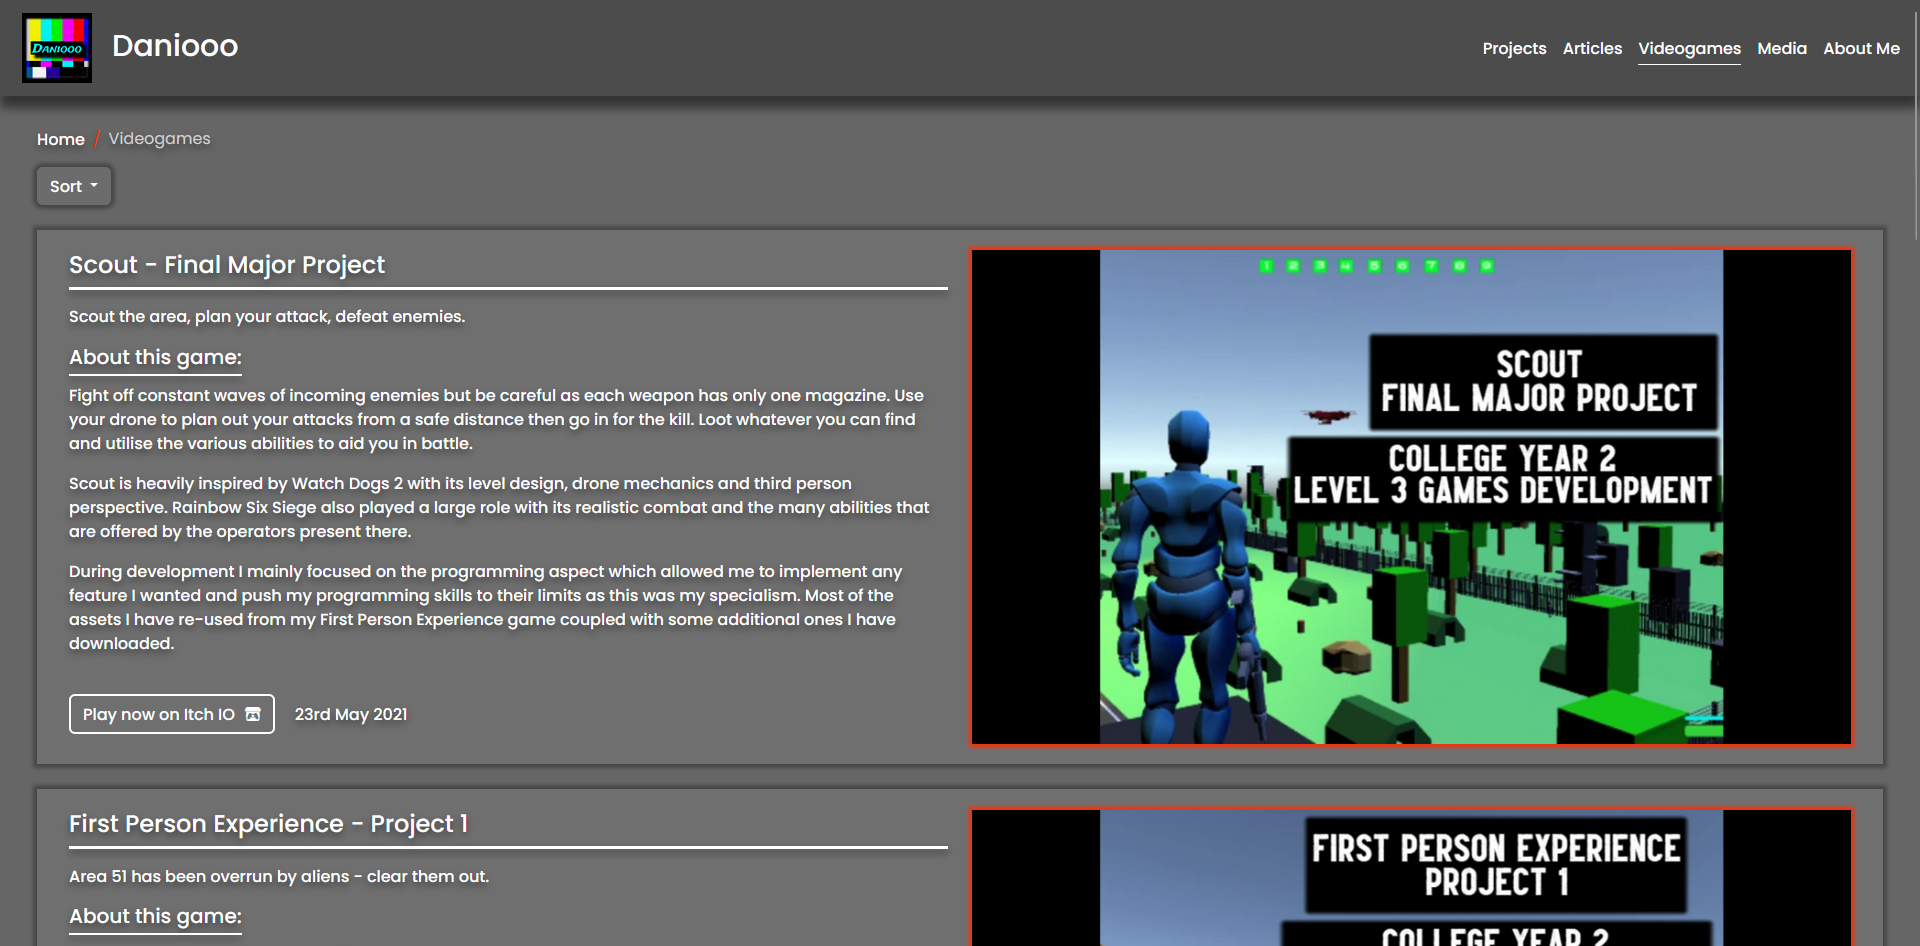 DANIOOO
Daniooo
Projects Articles Videogames Media About Me
Home / Videogames
Sort
Scout - Final Major Project
Scout the area, plan your attack, defeat enemies.
About this game:
Fight off constant waves of incoming enemies but be careful as each weapon has only one magazine. Use
your drone to plan out your attacks from a safe distance then go in for the kill. Loot whatever you can find
and utilise the various abilities to aid you in battle.
Scout is heavily inspired by Watch Dogs 2 with its level design, drone mechanics and third person
perspective. Rainbow Six Siege also played a large role with its realistic combat and the many abilities that
are offered by the operators present there.
During development I mainly focused on the programming aspect which allowed me to implement any
feature I wanted and push my programming skills to their limits as this was my specialism. Most of the
assets I have re-used from my First Person Experience game coupled with some additional ones I have
downloaded.
Play now on Itch IO 23rd May 2021
1 2 3 4 5 6 7 8 9
SCOUT
FINAL MAJOR PROJECT
COLLEGE YEAR 2
LEVEL 3 GAMES DEVELOPMENT
First Person Experience - Project 1
Area 51 has been overrun by aliens - clear them out.
About this game:
FIRST PERSON EXPERIENCE
PROJECT 1
COLLEGE YEAR 2